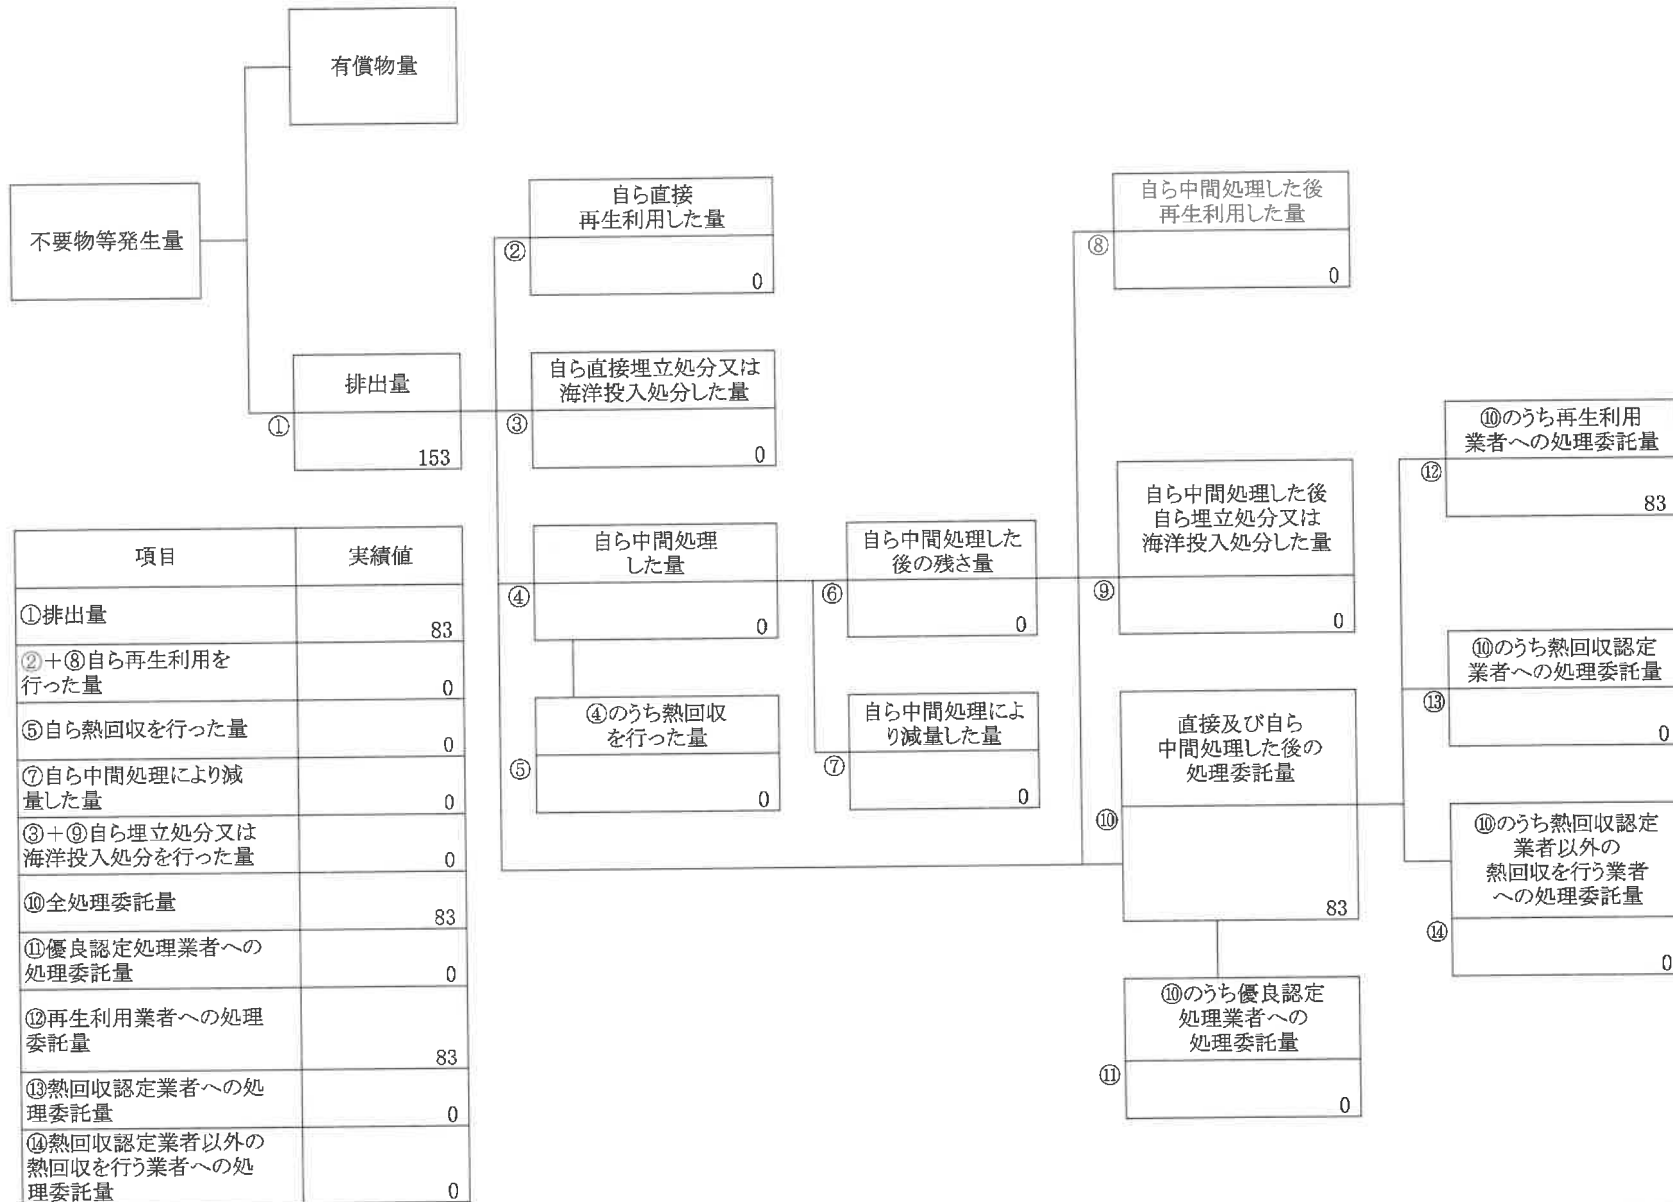 有償物量
不要物等発生量
排出量
①
153
自ら直接
再生利用した量
②
0
自ら直接埋立処分又は
海洋投入処分した量
③
0
自ら中間処理
した量
④
0
④のうち熱回収
を行った量
⑤
0
自ら中間処理した
後の残さ量
⑥
0
自ら中間処理によ
り減量した量
⑦
0
自ら中間処理した後
再生利用した量
⑧
0
自ら中間処理した後
自ら埋立処分又は
海洋投入処分した量
⑨
0
直接及び自ら
中間処理した後の
処理委託量
⑩
83
⑩のうち優良認定
処理業者への
処理委託量
⑪
0
⑩のうち再生利用
業者への処理委託量
⑫
83
⑩のうち熱回収認定
業者への処理委託量
⑬
0
⑩のうち熱回収認定
業者以外の
熱回収を行う業者
への処理委託量
⑭
0
項目 実績値
①排出量 83
②+⑧自ら再生利用を
行った量 0
⑤自ら熱回収を行った量 0
⑦自ら中間処理により減
量した量 0
③+⑨自ら埋立処分又は
海洋投入処分を行った量 0
⑩全処理委託量 83
⑪優良認定処理業者への
処理委託量 0
⑫再生利用業者への処理
委託量 83
⑬熱回収認定業者への処
理委託量 0
⑭熱回収認定業者以外の
熱回収を行う業者への処
理委託量 0